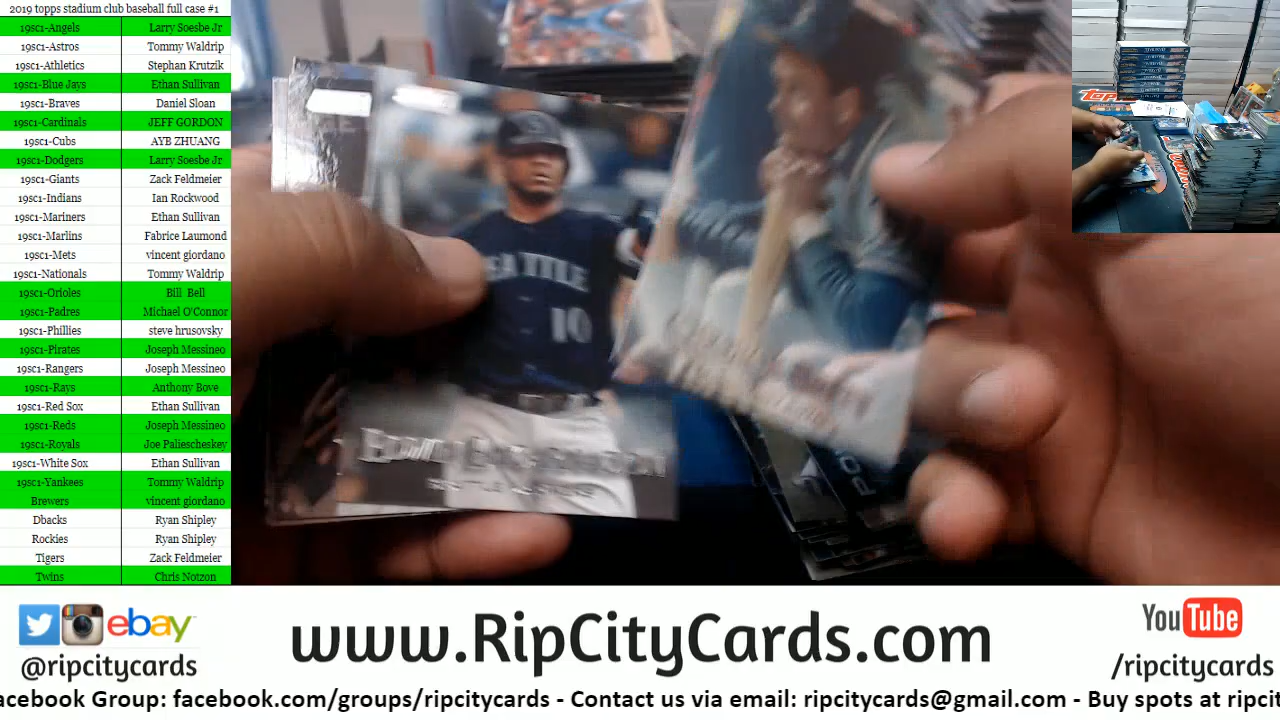 2019 topps stadium club baseball full case #1
19sc1-Angels Larry Soesbe Jr
19sc1-Astros Tommy Waldrip
19sc1-Athletics Stephan Krutzik
19sc1-Blue Jays Ethan Sullivan
19sc1-Braves Daniel Sloan
19sc1-Cardinals JEFF GORDON
19sc1-Cubs AYB ZHUANG
19sc1-Dodgers Larry Soesbe Jr
19sc1-Giants Zack Feldmeier
19sc1-Indians Ian Rockwood
19sc1-Mariners Ethan Sullivan
19sc1-Marlins Fabrice Laumond
19sc1-Mets vincent giordano
19sc1-Nationals Tommy Waldrip
19sc1-Orioles Bill Bell
19sc1-Padres Michael O'Connor
19sc1-Phillies steve hrusovsky
19sc1-Pirates Joseph Messineo
19sc1-Rangers Joseph Messineo
19sc1-Rays Anthony Bove
19sc1-Red Sox Ethan Sullivan
19sc1-Reds Joseph Messineo
19sc1-Royals Joe Paliescheskey
19sc1-White Sox Ethan Sullivan
19sc1-Yankees Tommy Waldrip
Brewers vincent giordano
Dbacks Ryan Shipley
Rockies Ryan Shipley
Tigers Zack Feldmeier
Twins Chris Notzon
SEATTLE
10
Topps
ebay
@ripcitycards
www.RipCityCards.com
YouTube
/ripcitycards
acebook Group: facebook.com/groups/ripcitycards - Contact us via email: ripcitycards@gmail.com - Buy spots at ripcit